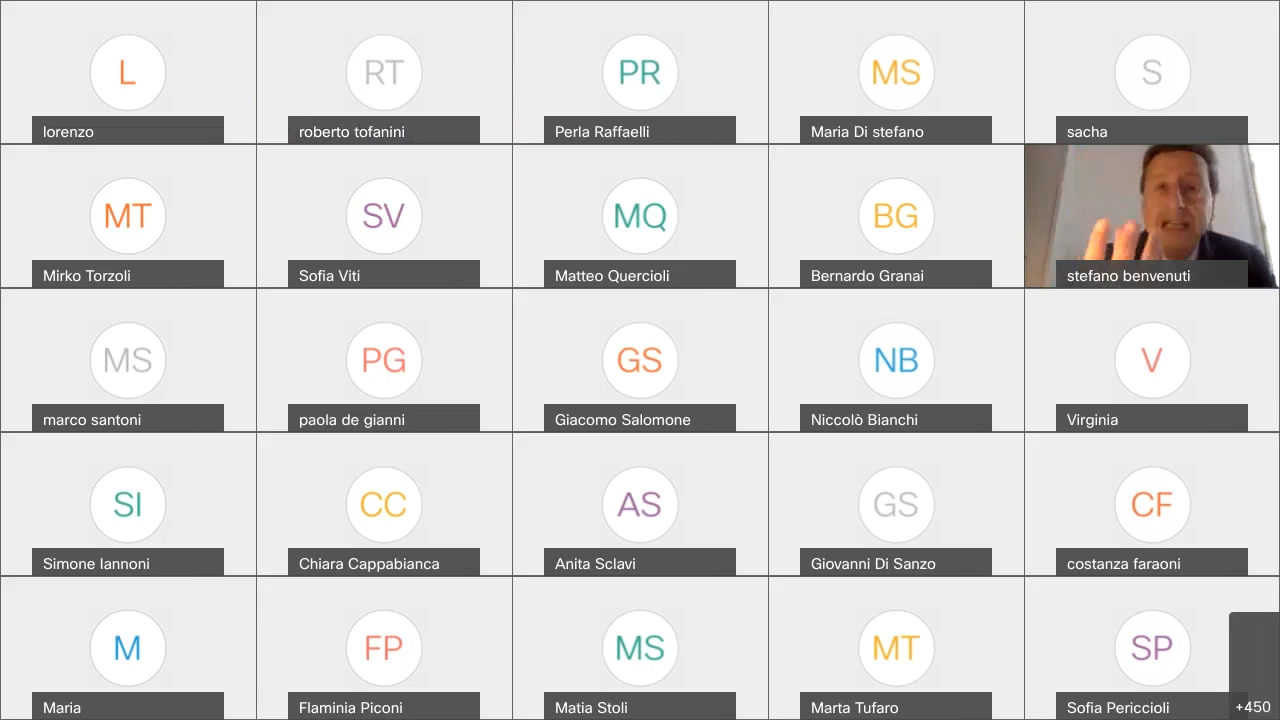 L
lorenzo
RT
roberto tofanini
PR
Perla Raffaelli
MS
Maria Di stefano
S
sacha
MT
Mirko Torzoli
SV
Sofia Viti
MQ
Matteo Quercioli
BG
Bernardo Granai
stefano benvenuti
MS
marco santoni
PG
paola de gianni
GS
Giacomo Salomone
NB
Niccolò Bianchi
V
Virginia
SI
Simone Iannoni
CC
Chiara Cappabianca
AS
Anita Sclavi
GS
Giovanni Di Sanzo
CF
costanza faraoni
M
Maria
FP
Flaminia Piconi
MS
Matia Stoli
MT
Marta Tufaro
SP
Sofia Periccioli
+450